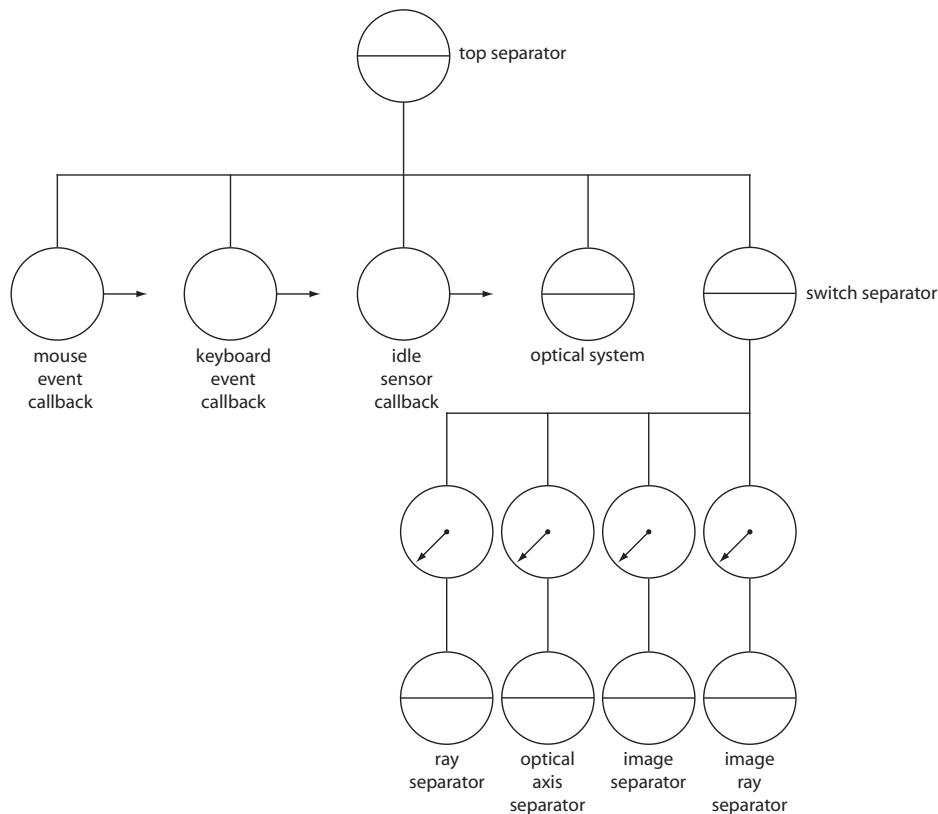 top separator
switch separator
mouse
event
callback
keyboard
event
callback
idle
sensor
callback
optical system
ray
separator
optical
axis
separator
image
separator
image
ray
separator